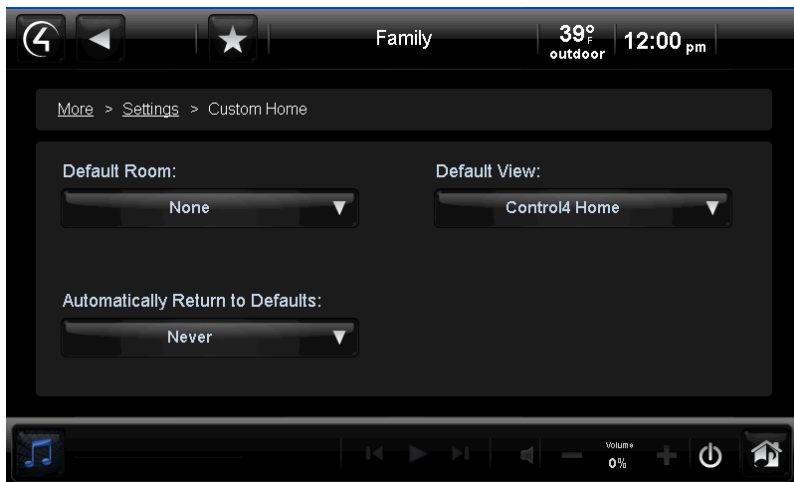 4
Family
39°F
outdoor
12:00 pm
More > Settings > Custom Home
Default Room:
Default View:
None
Control4 Home
Automatically Return to Defaults:
Never
Volume
0%